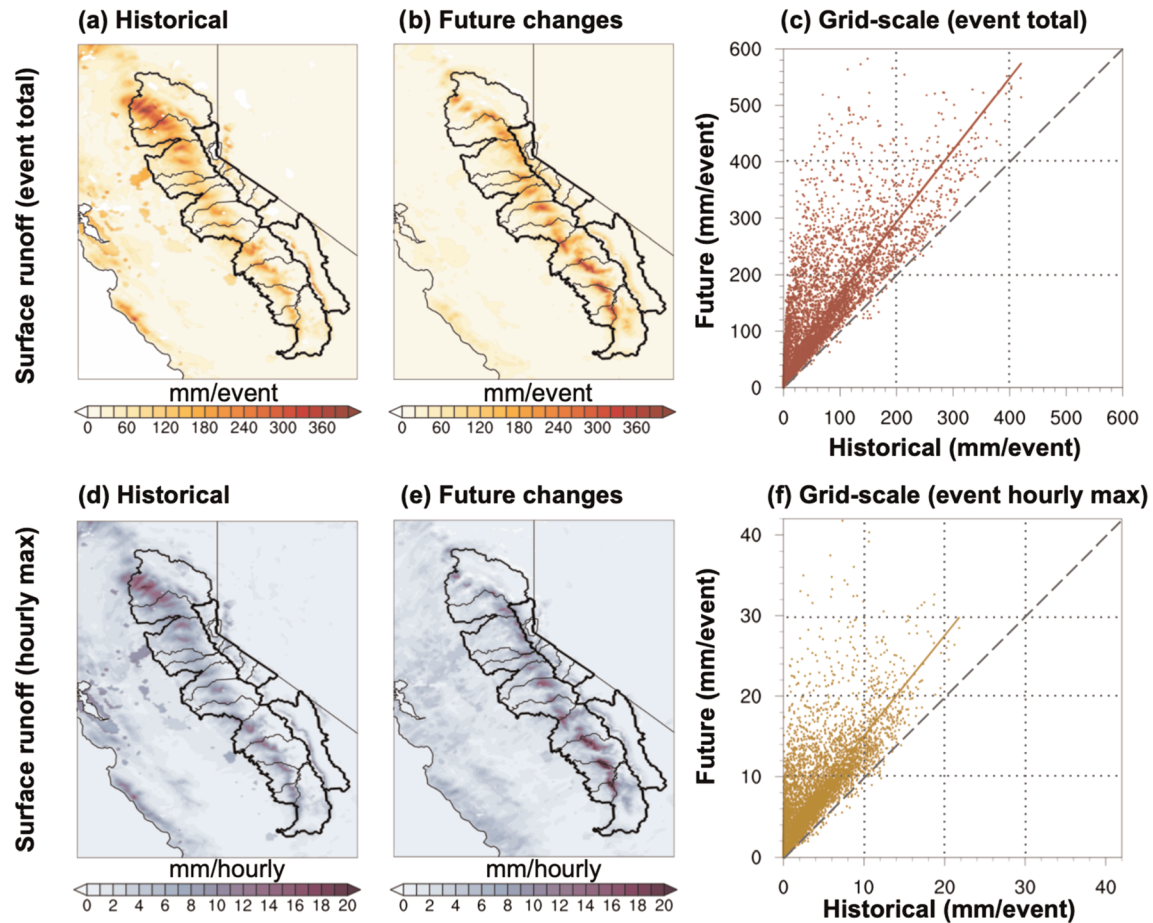 (a) Historical
(b) Future changes
(c) Grid-scale (event total)
Surface runoff (event total)
mm/event
0 60 120 180 240 300 360
mm/event
0 60 120 180 240 300 360
Future (mm/event)
600
500
400
300
200
100
0
0 100 200 300 400 500 600
Historical (mm/event)
(d) Historical
(e) Future changes
(f) Grid-scale (event hourly max)
Surface runoff (hourly max)
mm/hourly
0 2 4 6 8 10 12 14 16 18 20
mm/hourly
0 2 4 6 8 10 12 14 16 18 20
Future (mm/event)
40
30
20
10
0
0 10 20 30 40
Historical (mm/event)